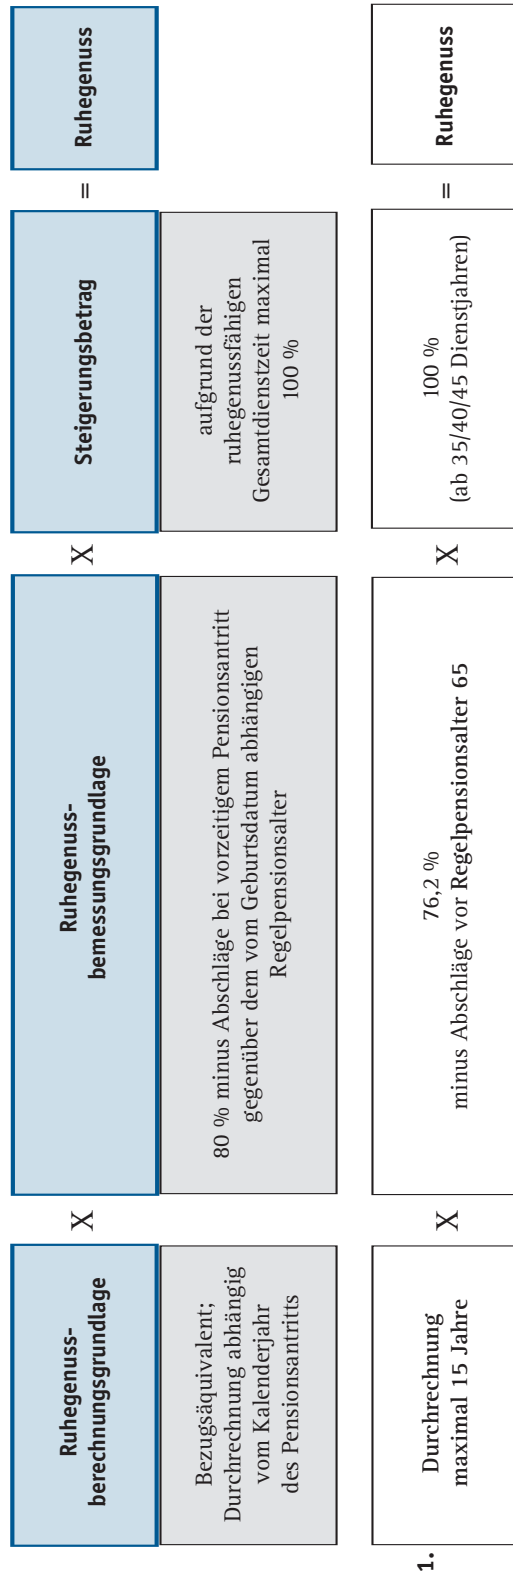 Ruhegenuss-
berechnungsgrundlage
X
Ruhegenuss-
bemessungsgrundlage
X
Steigerungsbetrag
=
Ruhegenuss
Bezugsäquivalent;
Durchrechnung abhängig
vom Kalenderjahr
des Pensionsantritts
80 % minus Abschläge bei vorzeitigem Pensionsantritt
gegenüber dem vom Geburtsdatum abhängigen
Regelpensionsalter
aufgrund der
ruhegenussfähigen
Gesamtdienstzeit maximal
100 %
1.
Durchrechnung
maximal 15 Jahre
X
76,2 %
minus Abschläge vor Regelpensionsalter 65
X
100 %
(ab 35/40/45 Dienstjahren)
=
Ruhegenuss